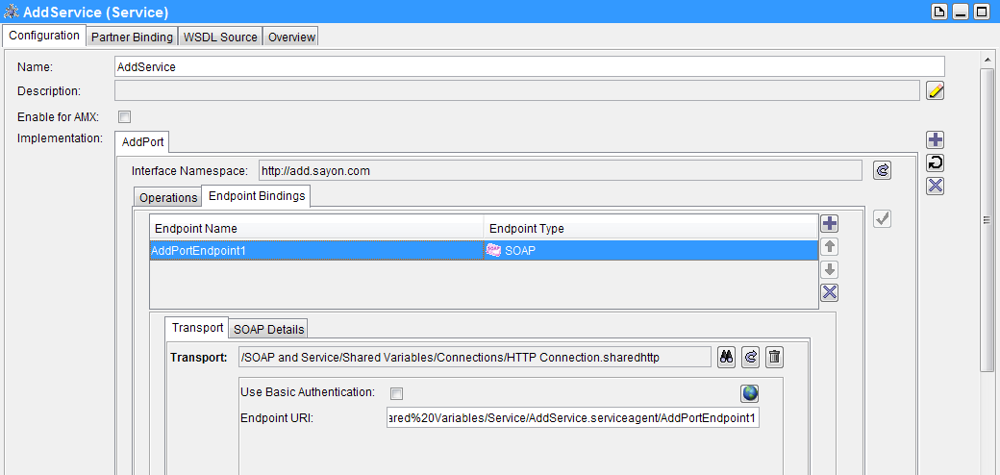 AddService (Service)
Configuration Partner Binding WSDL Source Overview
Name: AddService
Description:
Enable for AMX:
Implementation: AddPort
Interface Namespace: http://add.sayon.com
Operations Endpoint Bindings
Endpoint Name Endpoint Type
AddPortEndpoint1 SOAP SOAP
Transport SOAP Details
Transport: /SOAP and Service/Shared Variables/Connections/HTTP Connection.sharedhttp
Use Basic Authentication:
Endpoint URI: ared%20Variables/Service/AddService.serviceagent/AddPortEndpoint1